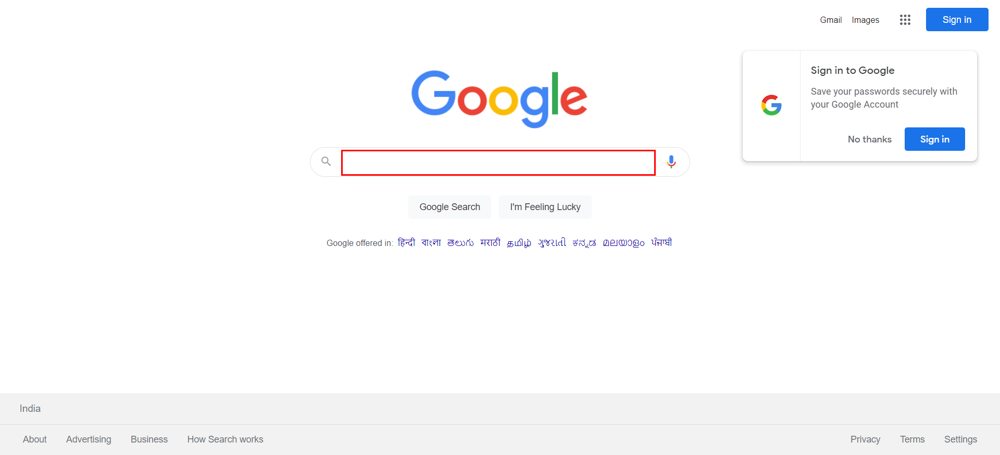 Gmail Images Sign in
Google
Sign in to Google
Save your passwords securely with
your Google Account
No thanks Sign in
Google Search I'm Feeling Lucky
Google offered in: हिन्दी বাংলা తెలుగు मराठी தமிழ் ગુજરાતી ಕನ್ನಡ മലയാളം ਪੰਜਾਬੀ
India
About Advertising Business How Search works Privacy Terms Settings